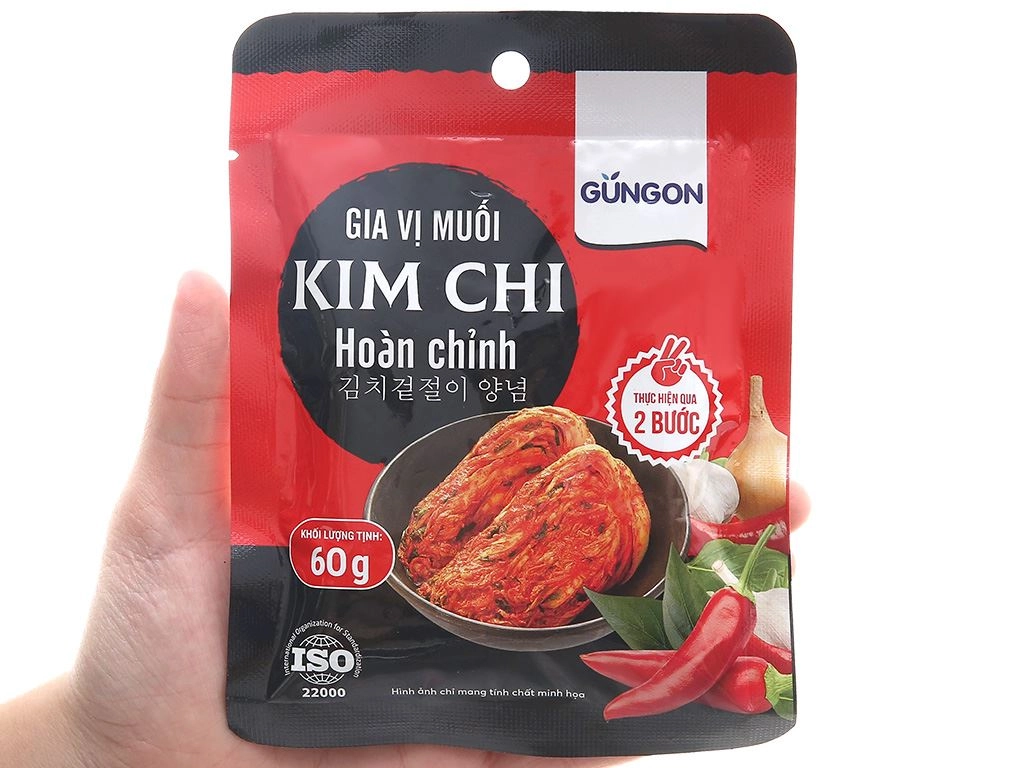 GŨNGON
GIA VỊ MUỐI
KIM CHI
Hoàn chỉnh
김치겉절이 양념
THỰC HIỆN QUA
2 BƯỚC
KHỐI LƯỢNG TỊNH:
60g
International Organization for Standardization
ISO
22000
Hình ảnh chỉ mang tính chất minh họa